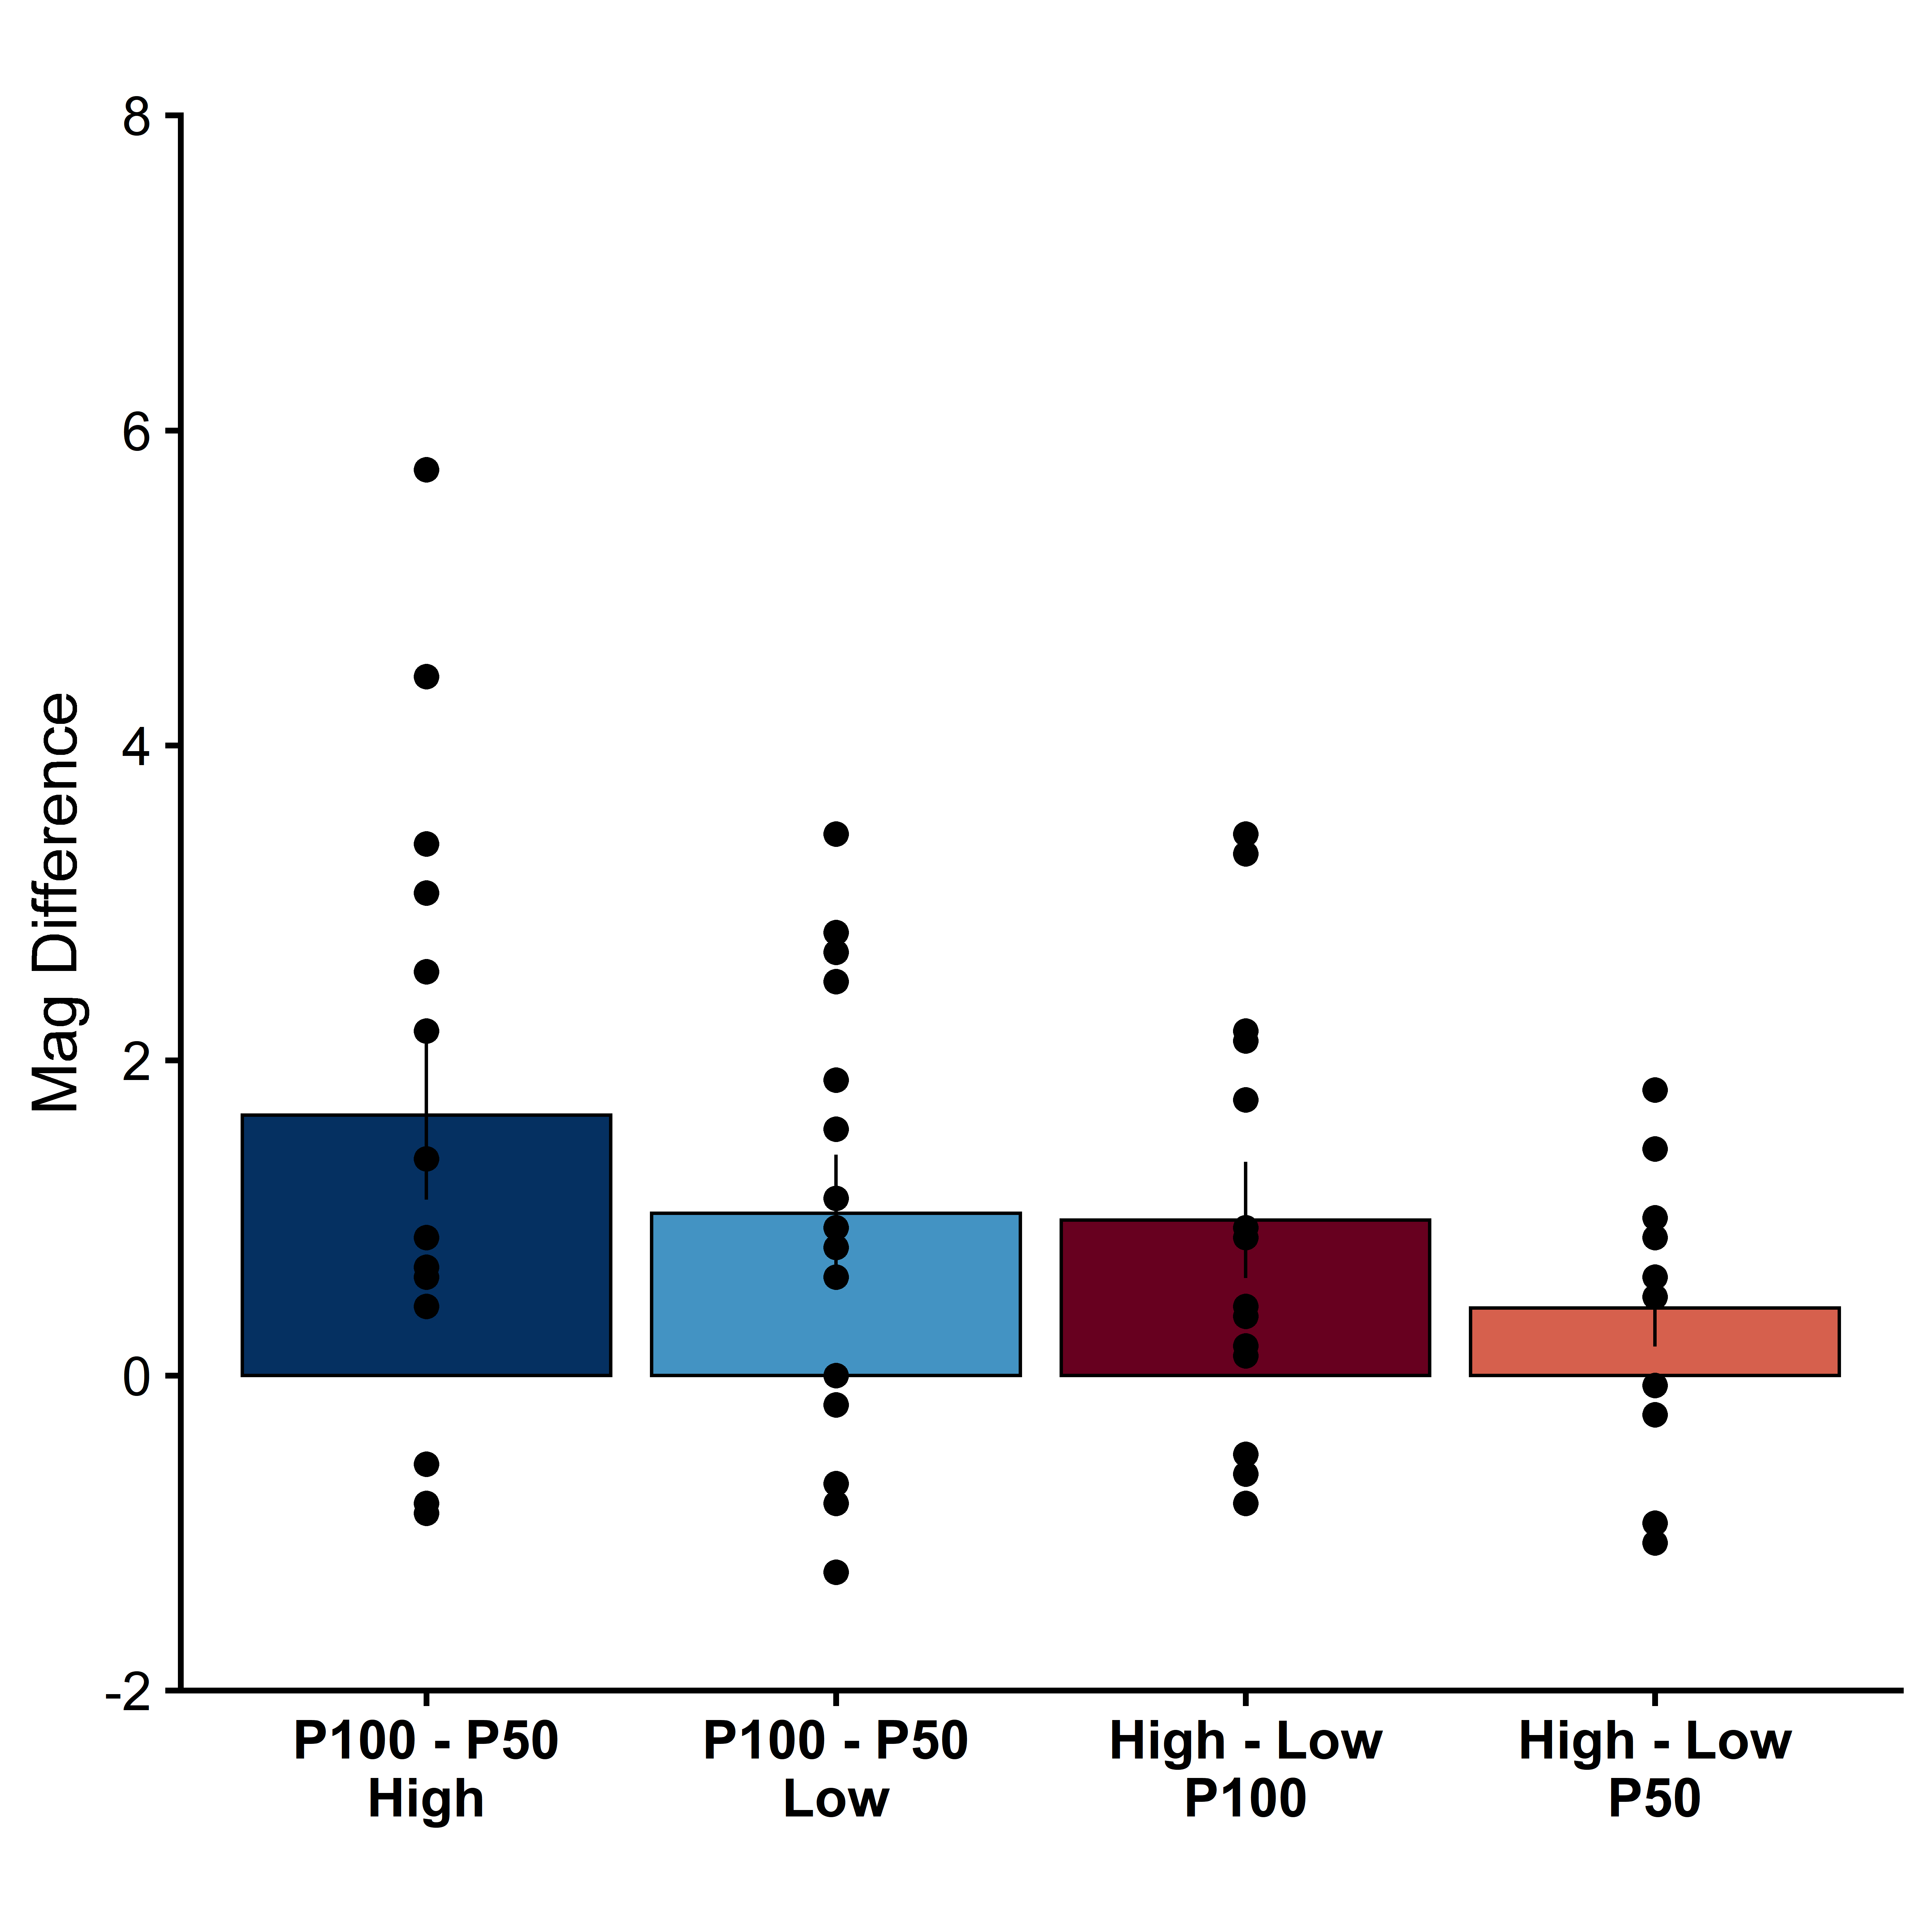 8
6
4
2
0
-2
Mag Difference
P100 - P50
High
P100 - P50
Low
High - Low
P100
High - Low
P50